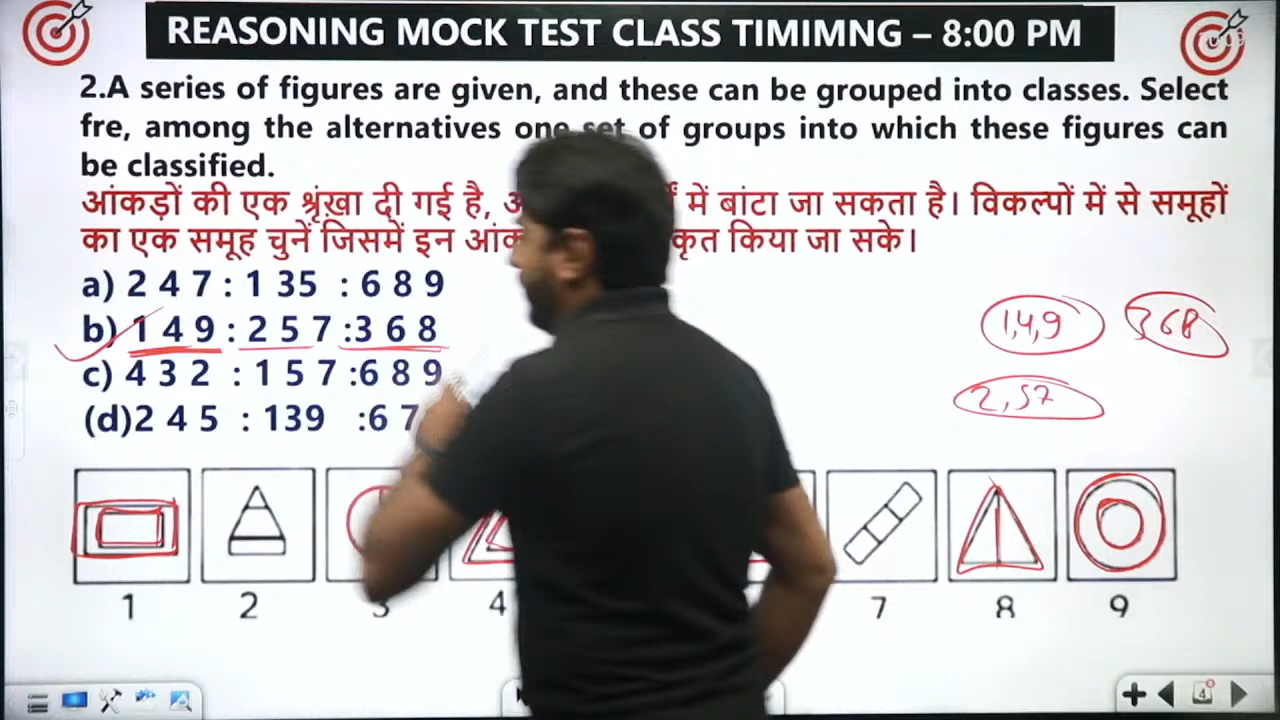 REASONING MOCK TEST CLASS TIMIMNG – 8:00 PM
2.A series of figures are given, and these can be grouped into classes. Select
fre, among the alternatives one set of groups into which these figures can
be classified.
आंकड़ों की एक श्रृंखा दी गई है, में बांटा जा सकता है। विकल्पों में से समूहों
का एक समूह चुनें जिसमें इन किया जा सके।
a) 2 4 7 : 1 35 : 6 8 9
b) 1 4 9 : 2 5 7 :3 6 8
1,4,9 368
c) 4 3 2 : 1 5 7 :6 8 9
2,57
(d)2 4 5 : 139 :6 7
1 2 3 4 7 8 9
4